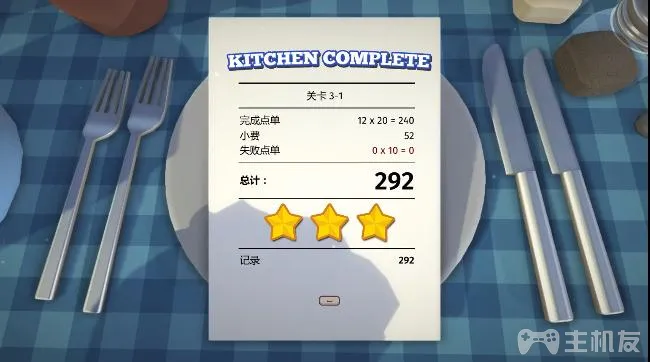 KITCHEN COMPLETE
关卡 3-1
完成点单 12 x 20 = 240
小费 52
失败点单 0 x 10 = 0
总计： 292
记录 292
主机友